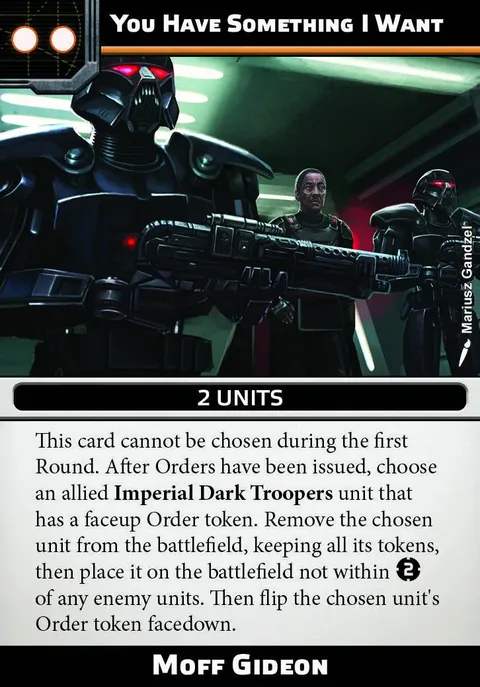 You Have Something I Want
Mariusz Gandzel
2 UNITS
This card cannot be chosen during the first
Round. After Orders have been issued, choose
an allied Imperial Dark Troopers unit that
has a faceup Order token. Remove the chosen
unit from the battlefield, keeping all its tokens,
then place it on the battlefield not within 2
of any enemy units. Then flip the chosen unit's
Order token facedown.
Moff Gideon